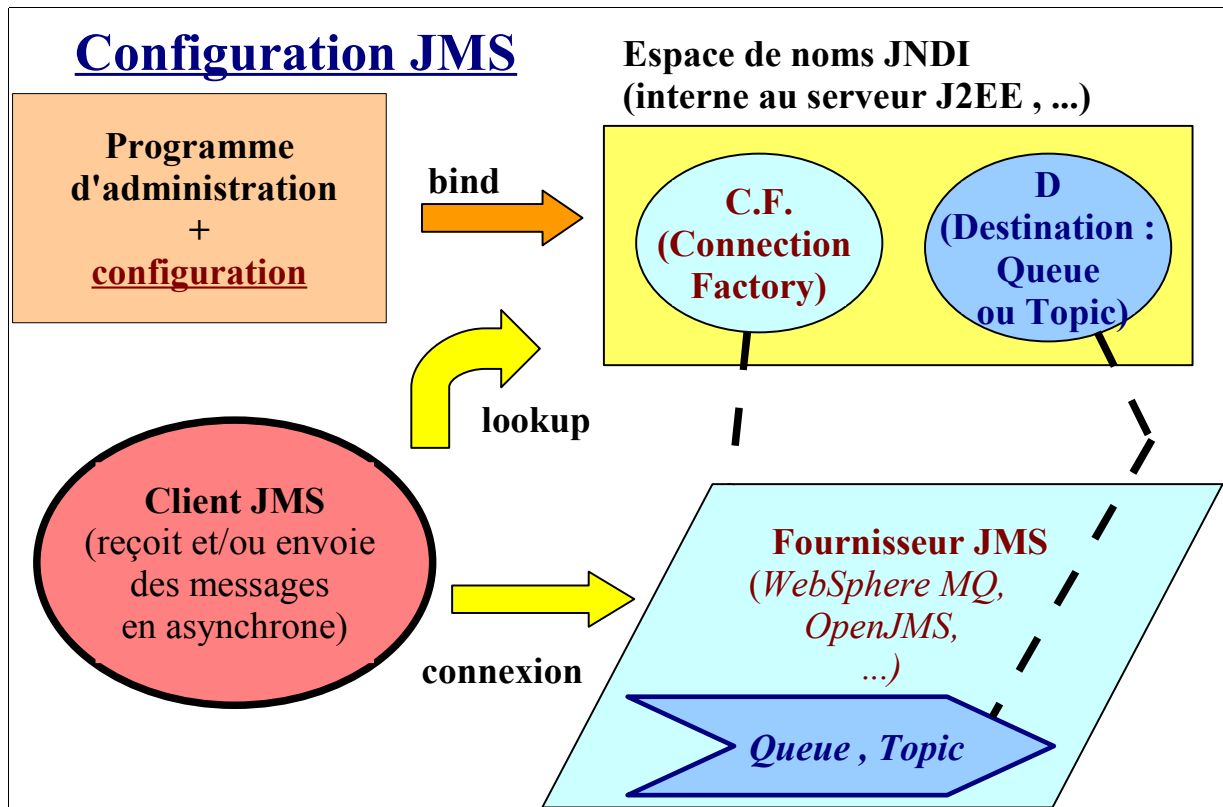 Configuration JMS
Espace de noms JNDI
(interne au serveur J2EE , ...)
Programme
d'administration
+
configuration
bind
C.F.
(Connection
Factory)
D
(Destination :
Queue
ou Topic)
lookup
Client JMS
(reçoit et/ou envoie
des messages
en asynchrone)
connexion
Fournisseur JMS
(WebSphere MQ,
OpenJMS,
...)
Queue , Topic